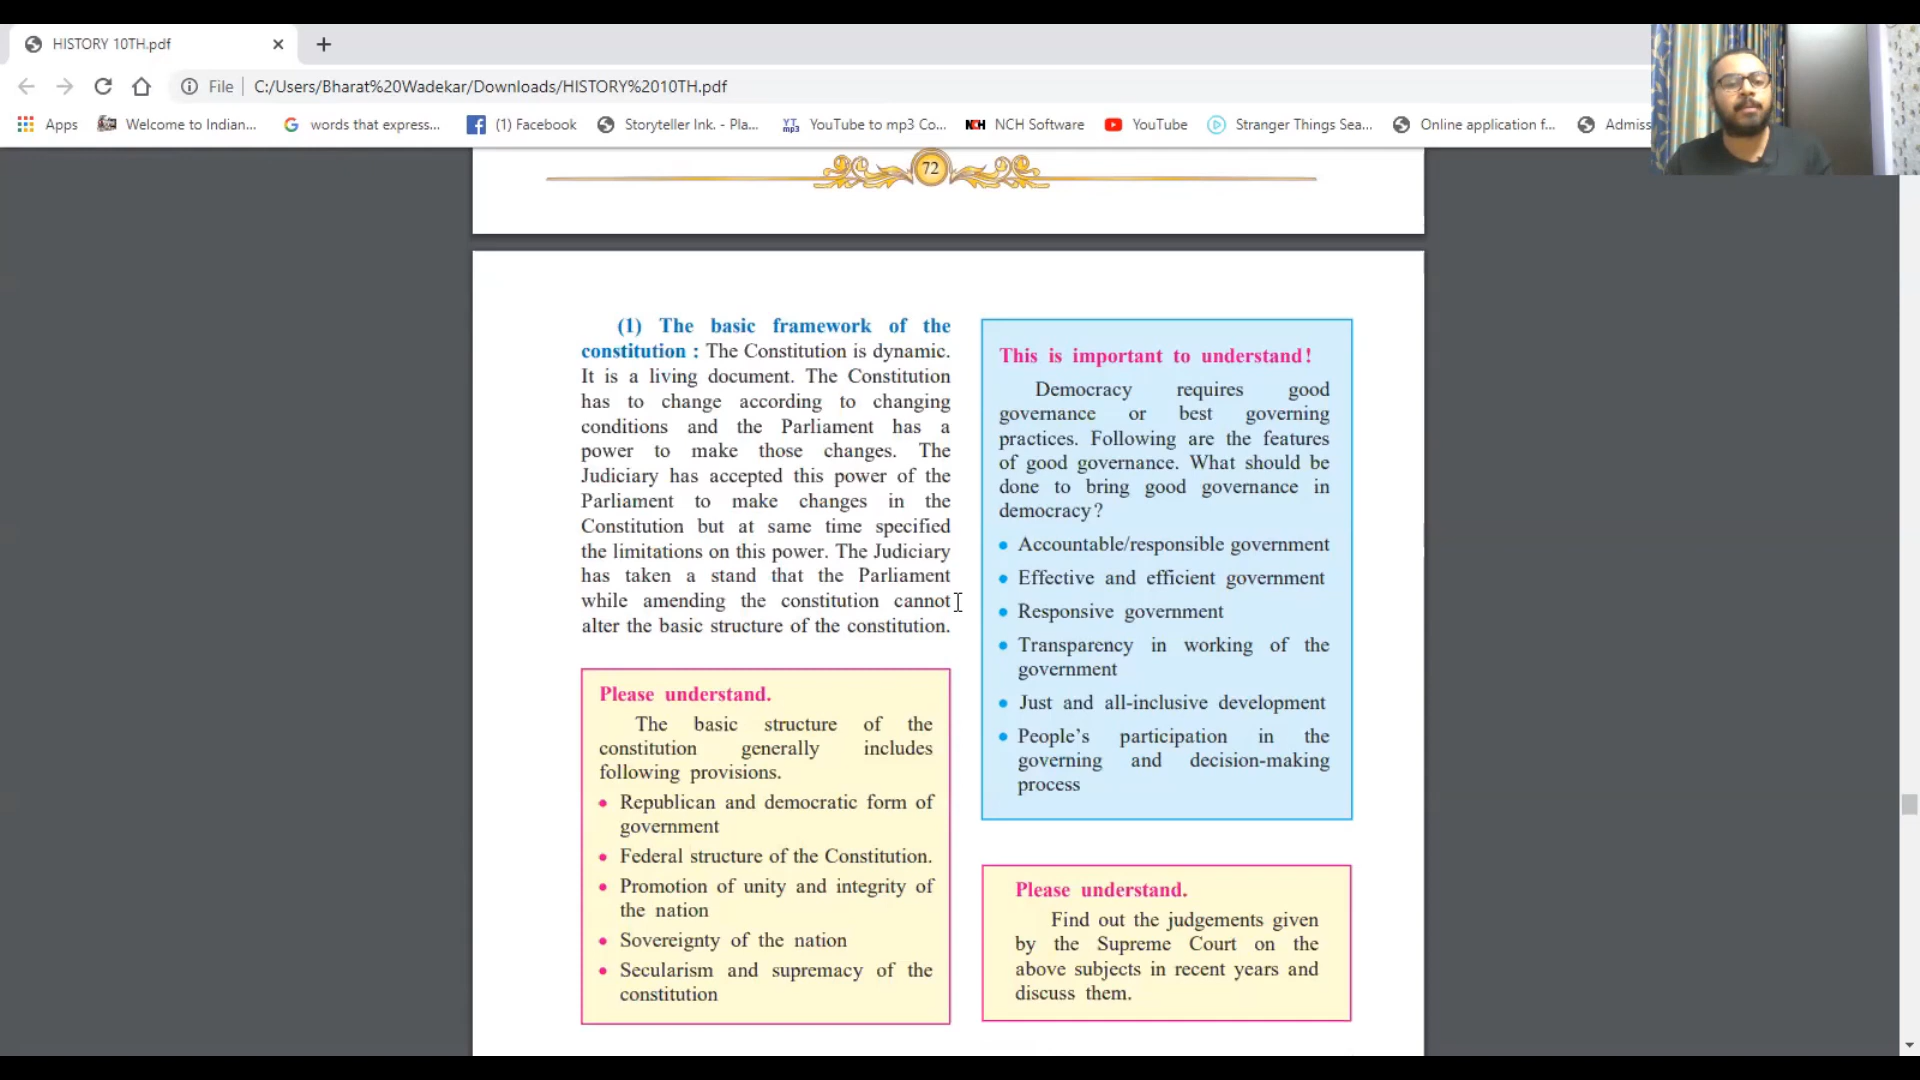 HISTORY 10TH.pdf
File C:/Users/Bharat%20Wadekar/Downloads/HISTORY%2010TH.pdf
Apps Welcome to Indian... words that express... (1) Facebook Storyteller Ink. - Pla... YT mp3 YouTube to mp3 Co... NCH NCH Software YouTube Stranger Things Sea... Online application f... Admiss
72
(1) The basic framework of the
constitution : The Constitution is dynamic.
It is a living document. The Constitution
has to change according to changing
conditions and the Parliament has a
power to make those changes. The
Judiciary has accepted this power of the
Parliament to make changes in the
Constitution but at same time specified
the limitations on this power. The Judiciary
has taken a stand that the Parliament
while amending the constitution cannot
alter the basic structure of the constitution.
Please understand.
The basic structure of the
constitution generally includes
following provisions.
• Republican and democratic form of
government
• Federal structure of the Constitution.
• Promotion of unity and integrity of
the nation
• Sovereignty of the nation
• Secularism and supremacy of the
constitution
This is important to understand!
Democracy requires good
governance or best governing
practices. Following are the features
of good governance. What should be
done to bring good governance in
democracy?
• Accountable/responsible government
• Effective and efficient government
• Responsive government
• Transparency in working of the
government
• Just and all-inclusive development
• People's participation in the
governing and decision-making
process
Please understand.
Find out the judgements given
by the Supreme Court on the
above subjects in recent years and
discuss them.